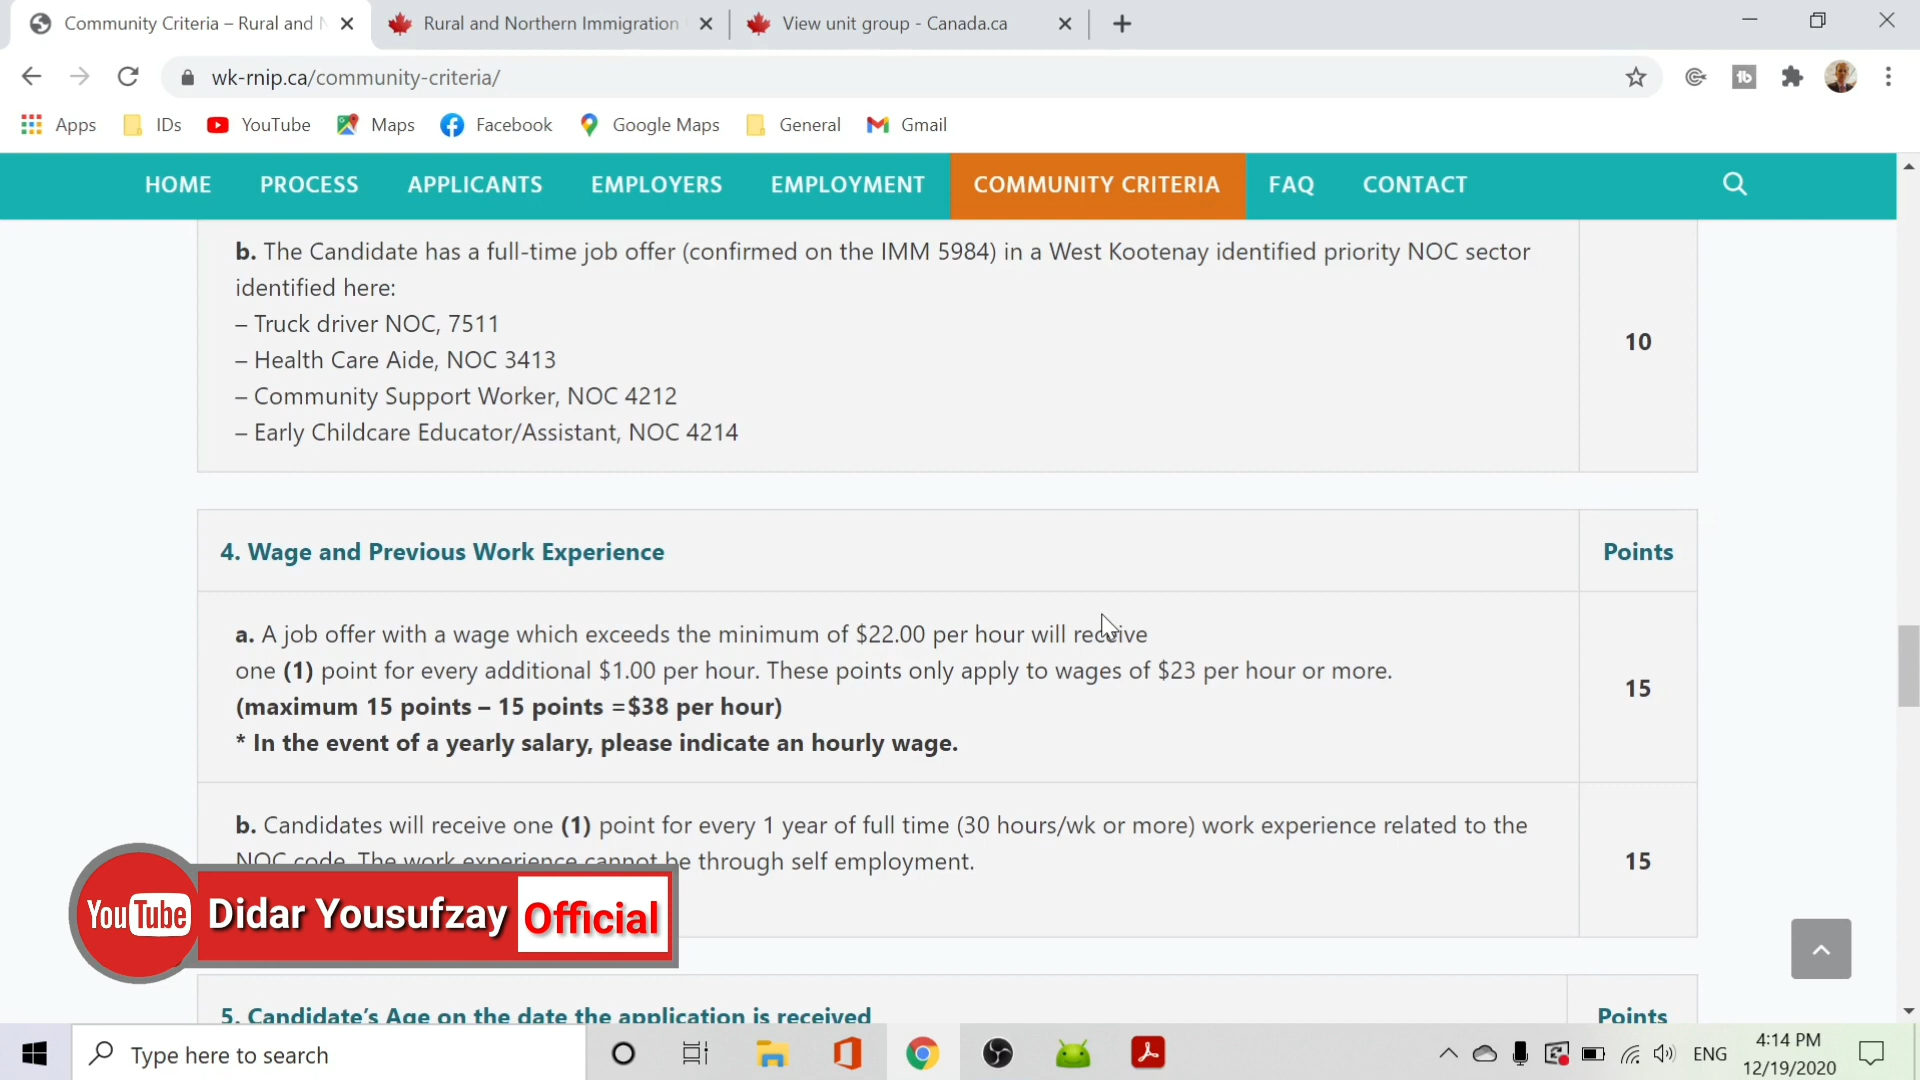 Community Criteria – Rural and N
Rural and Northern Immigration
View unit group - Canada.ca
wk-rnip.ca/community-criteria/
Apps
IDs
YouTube
Maps
Facebook
Google Maps
General
Gmail
HOME
PROCESS
APPLICANTS
EMPLOYERS
EMPLOYMENT
COMMUNITY CRITERIA
FAQ
CONTACT
b. The Candidate has a full-time job offer (confirmed on the IMM 5984) in a West Kootenay identified priority NOC sector
identified here:
– Truck driver NOC, 7511
– Health Care Aide, NOC 3413
– Community Support Worker, NOC 4212
– Early Childcare Educator/Assistant, NOC 4214
10
4. Wage and Previous Work Experience
Points
a. A job offer with a wage which exceeds the minimum of $22.00 per hour will receive
one (1) point for every additional $1.00 per hour. These points only apply to wages of $23 per hour or more.
(maximum 15 points – 15 points =$38 per hour)
* In the event of a yearly salary, please indicate an hourly wage.
15
b. Candidates will receive one (1) point for every 1 year of full time (30 hours/wk or more) work experience related to the
NOC code. The work experience cannot be through self employment.
15
YouTube
Didar Yousufzay Official
5. Candidate's Age on the date the application is received
Points
Type here to search
ENG
4:14 PM
12/19/2020